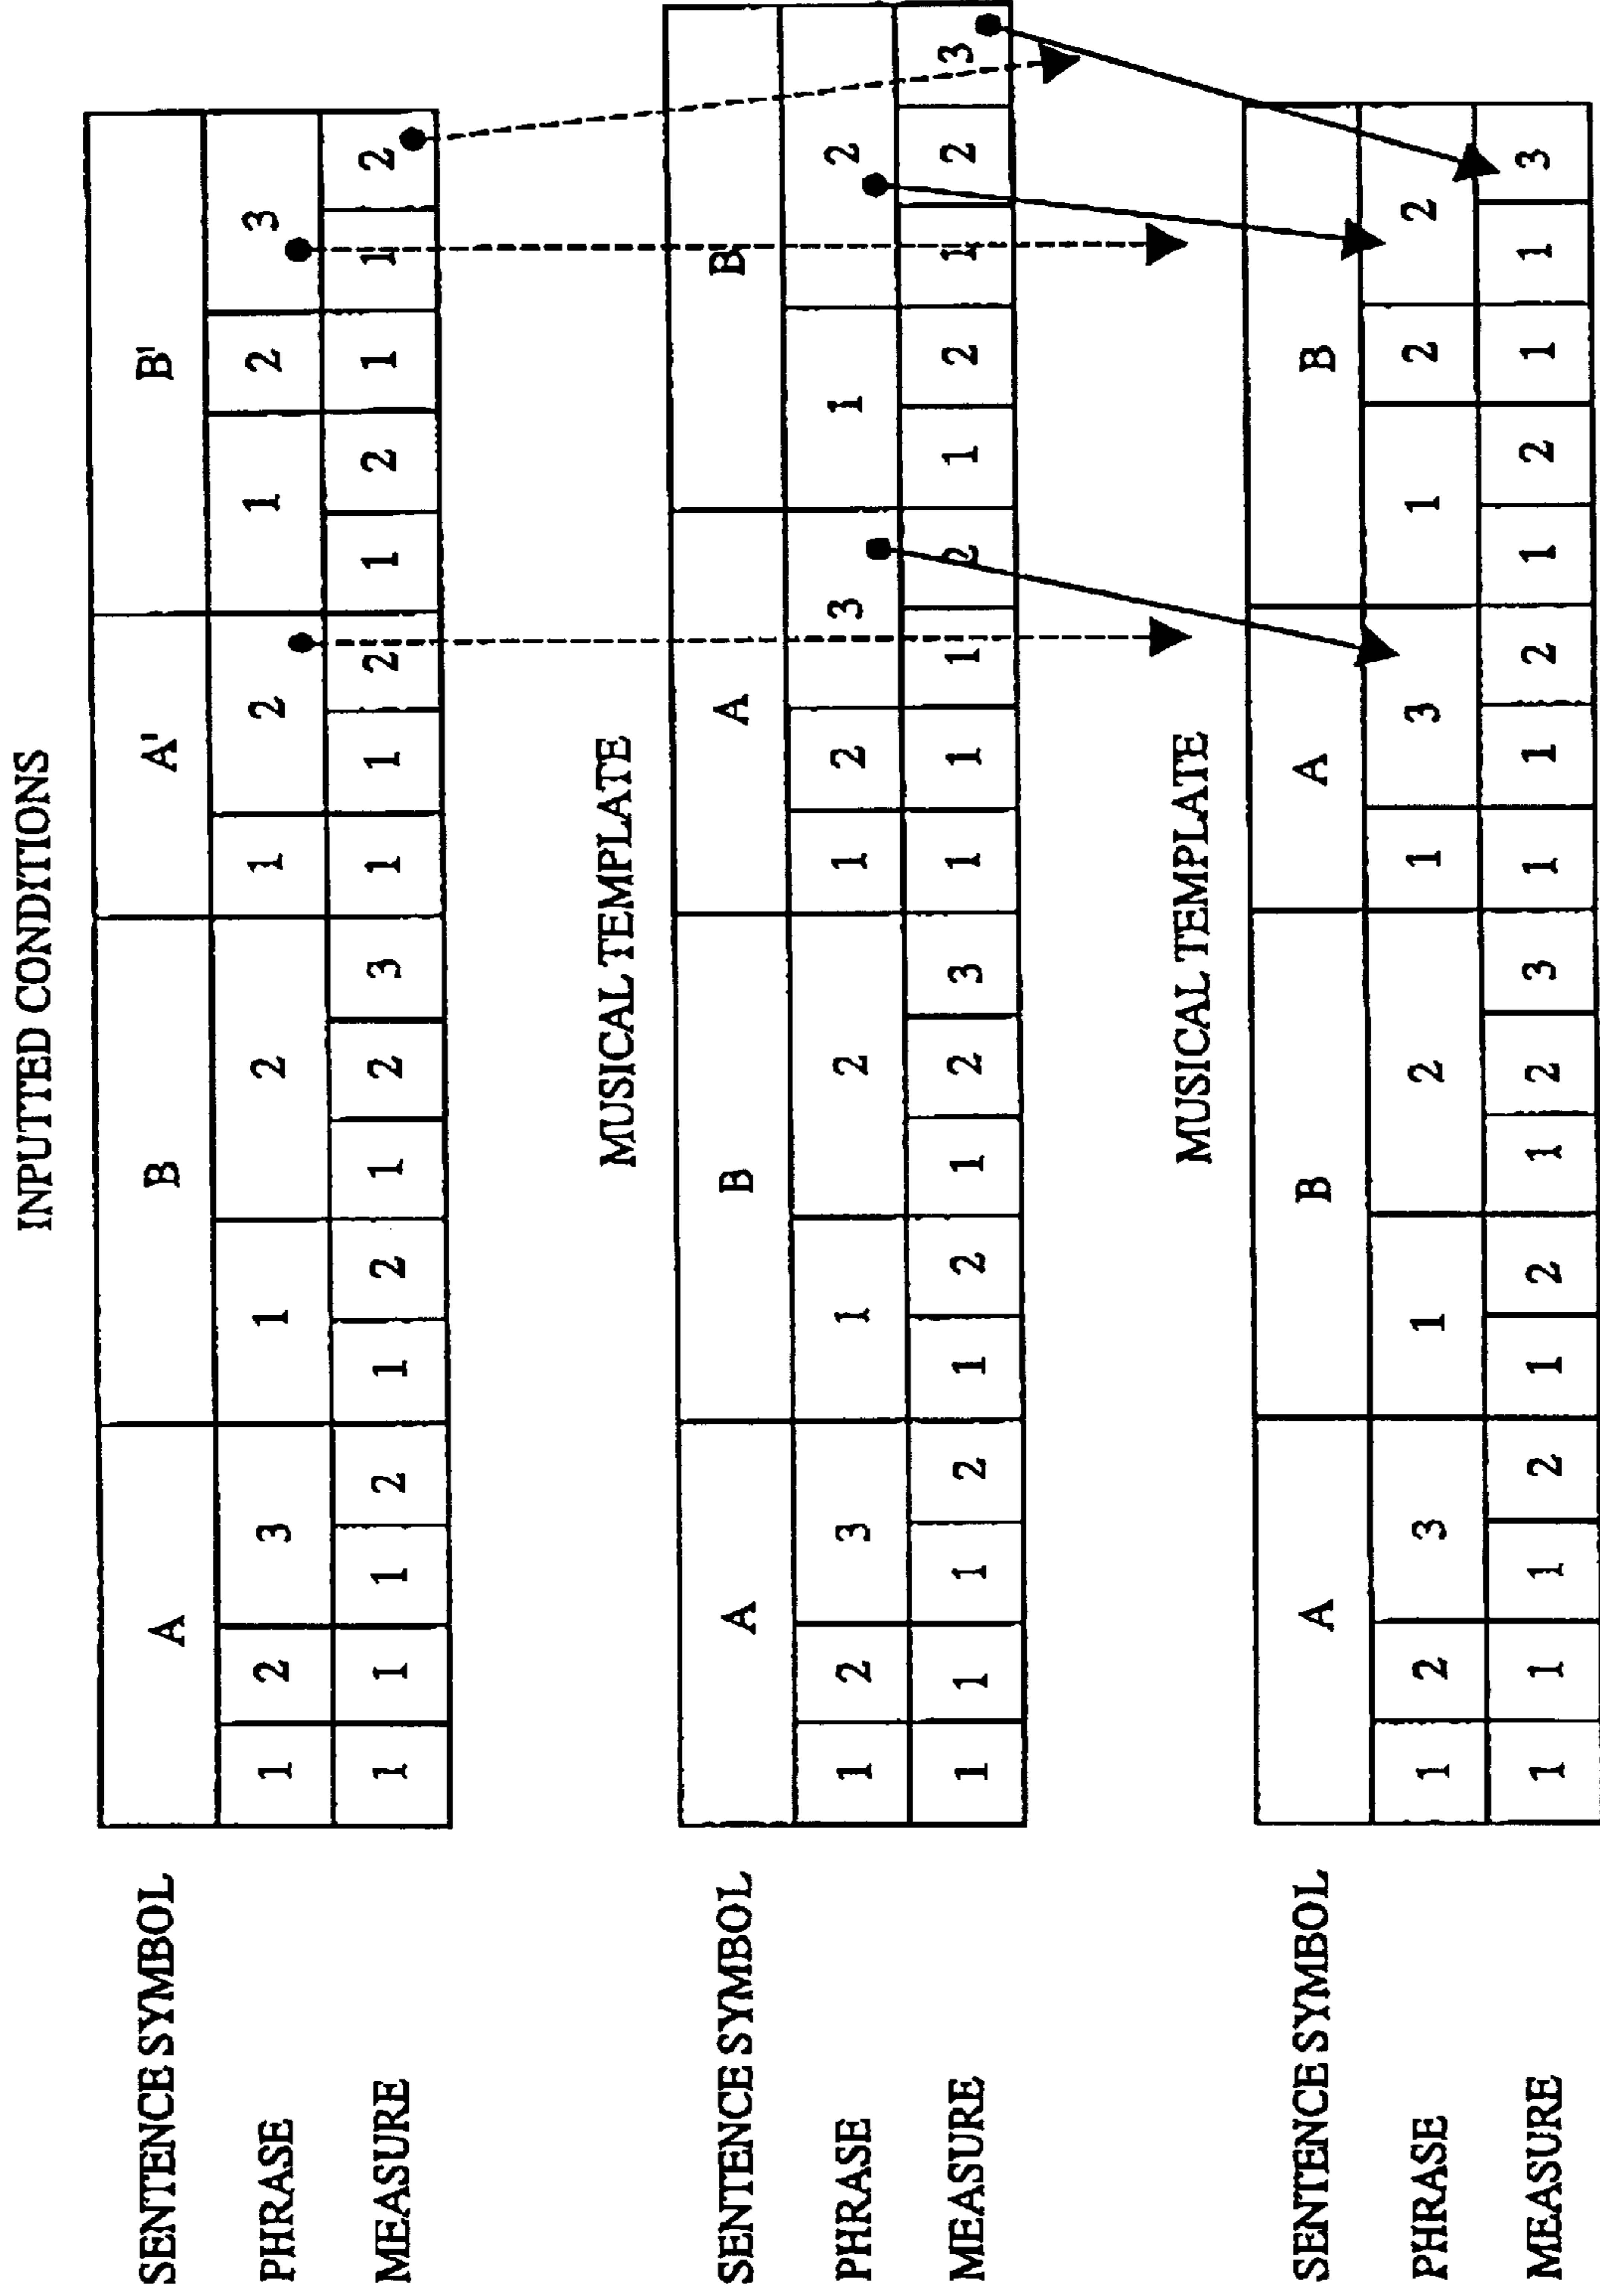 INPUTTED CONDITIONS
SENTENCE SYMBOL A B A' B'
PHRASE 1 2 3 1 2 1 2 1 2 3
MEASURE 1 1 1 2 1 2 1 2 3 1 1 2 1 2 1 1 2
MUSICAL TEMPLATE
SENTENCE SYMBOL A B A B
PHRASE 1 2 3 1 2 1 2 3 1 2
MEASURE 1 1 1 2 1 2 1 2 3 1 1 1 2 1 2 1 2 3
MUSICAL TEMPLATE
SENTENCE SYMBOL A B A B
PHRASE 1 2 3 1 2 1 3 1 2 2
MEASURE 1 1 1 2 1 2 1 2 3 1 1 2 1 2 1 1 3